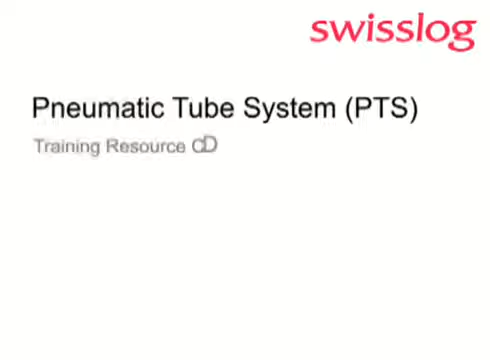 swisslog
Pneumatic Tube System (PTS)
Training Resource CD